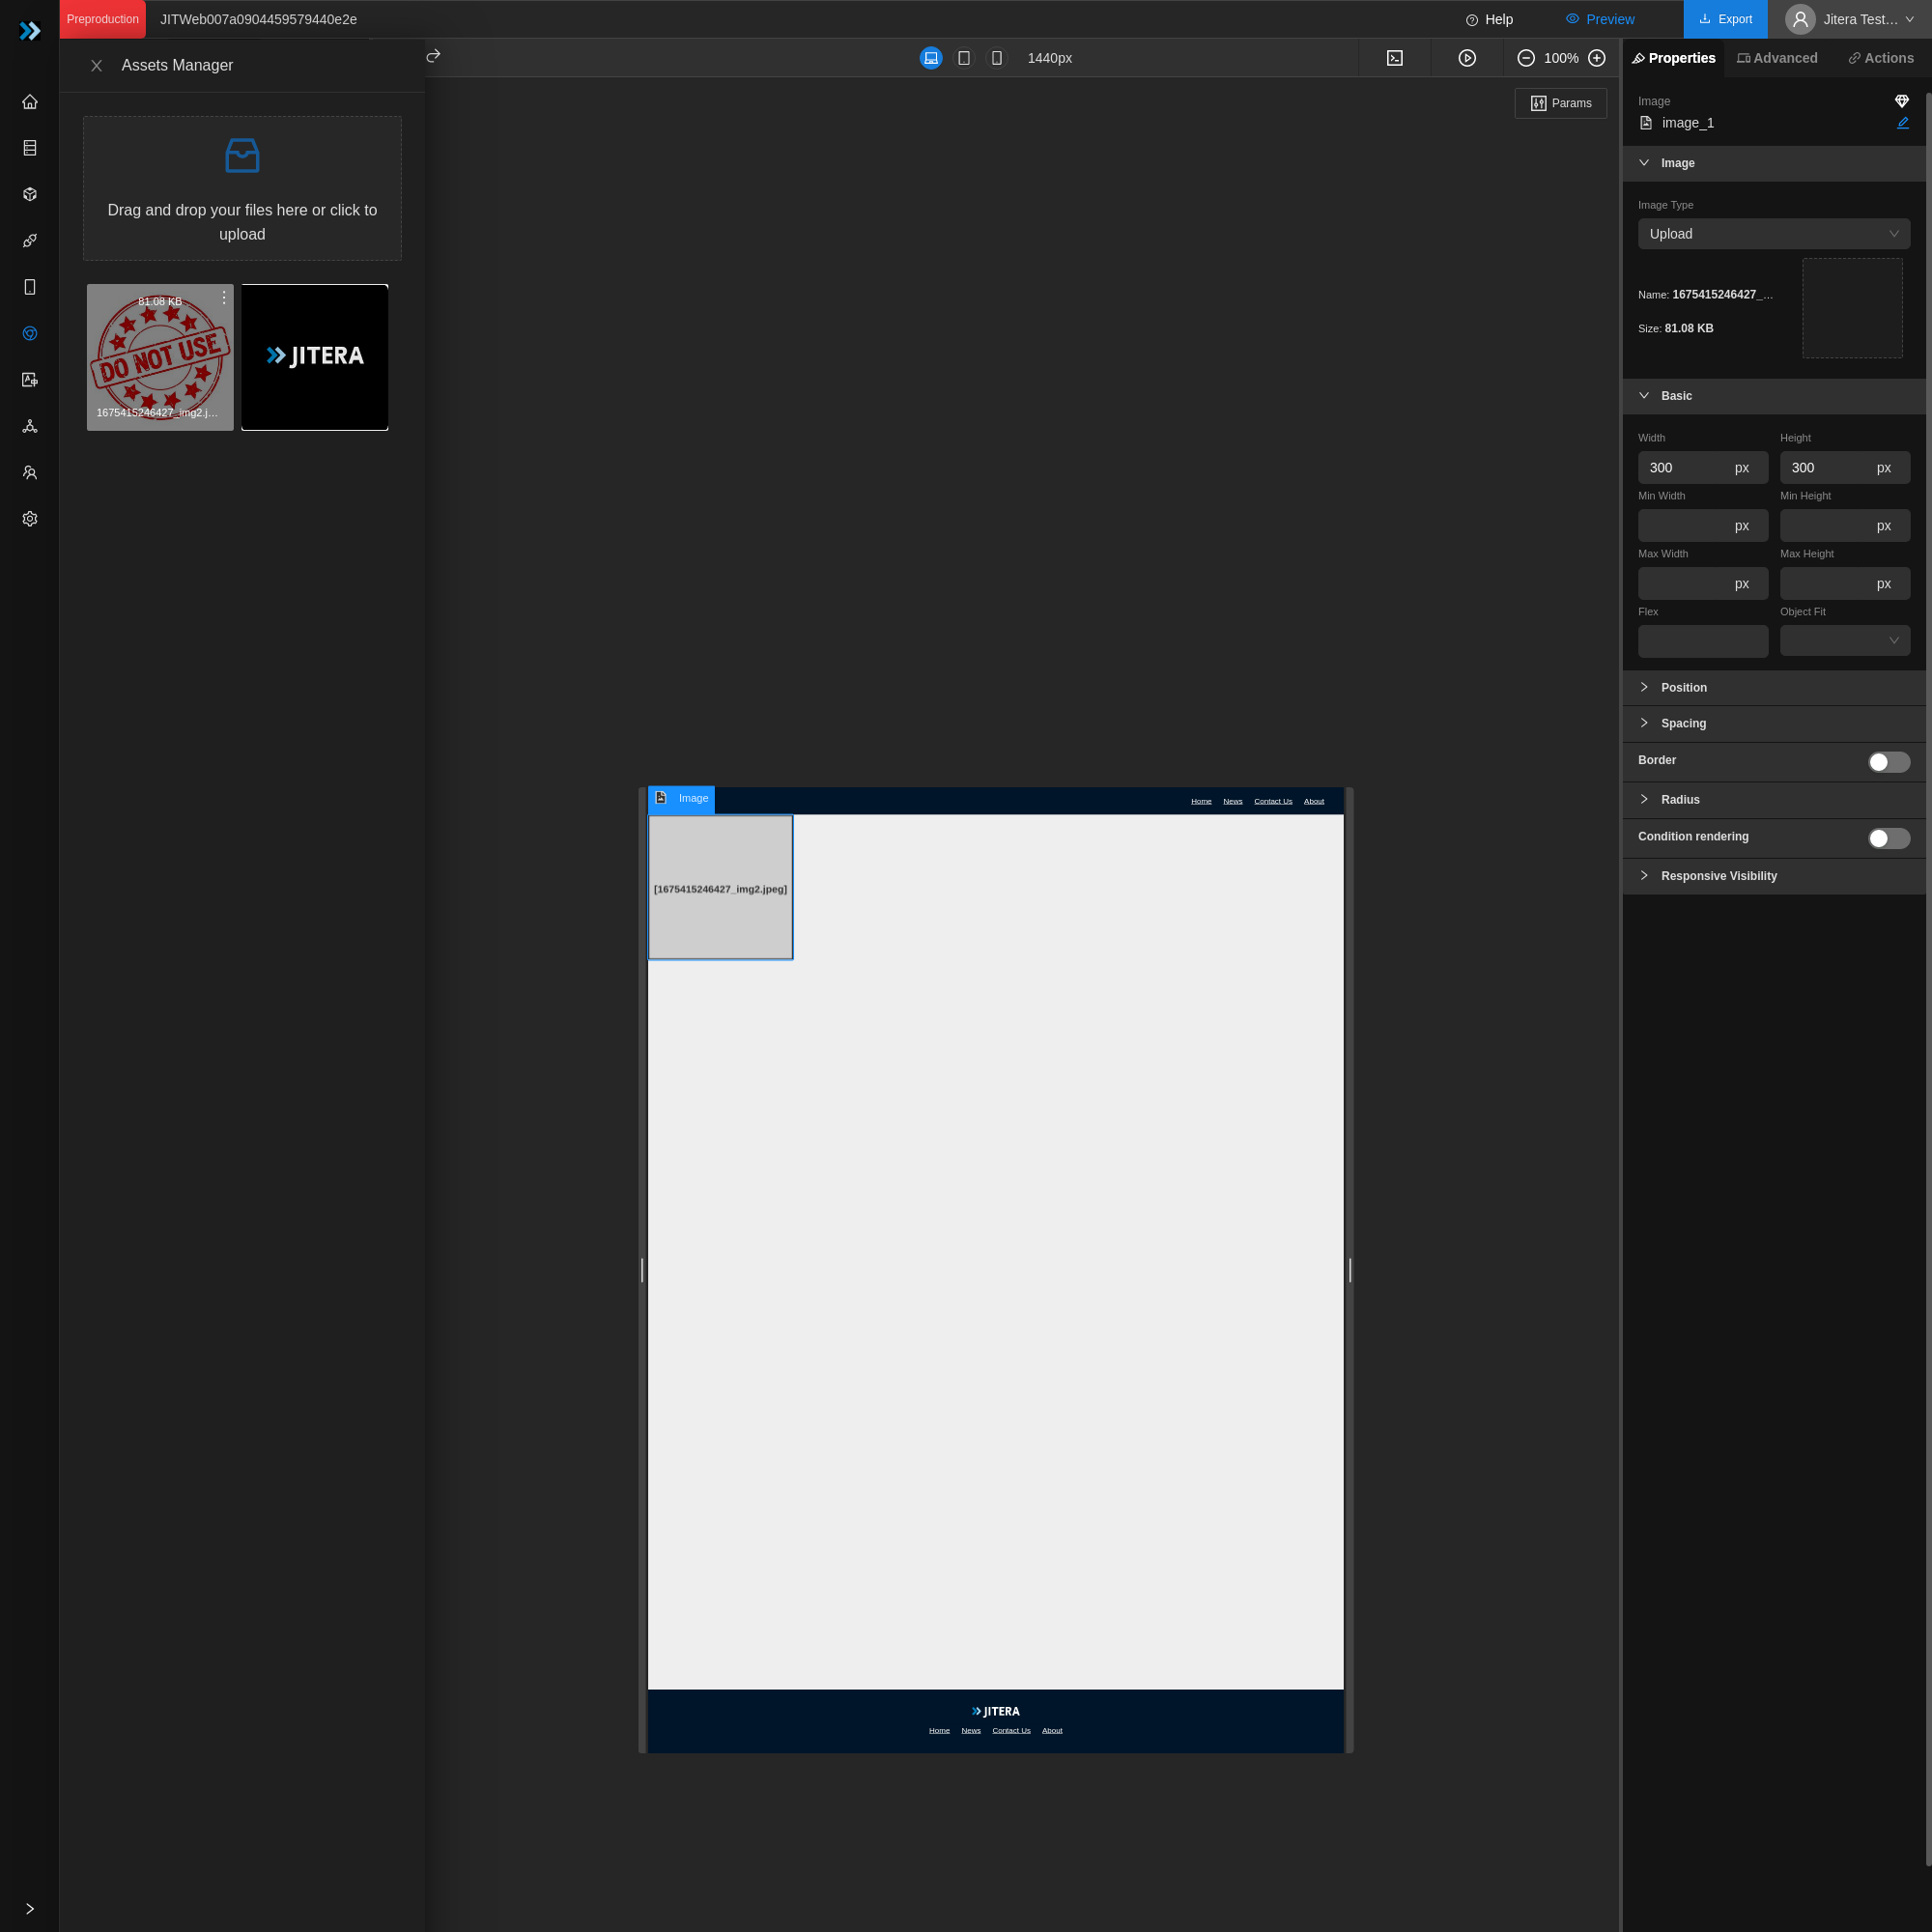 Preproduction
JITWeb007a0904459579440e2e
Help
Preview
Export
Jitera Test…
Assets Manager
1440px
100%
Properties
Advanced
Actions
Params
Drag and drop your files here or click to
upload
81.08 KB
DO NOT USE
1675415246427_img2.j…
JITERA
Image
image_1
Image
Image Type
Upload
Name: 1675415246427_…
Size: 81.08 KB
Basic
Width
Height
300 px
300 px
Min Width
Min Height
px
px
Max Width
Max Height
px
px
Flex
Object Fit
Position
Spacing
Border
Radius
Condition rendering
Responsive Visibility
Image
Home
News
Contact Us
About
[1675415246427_img2.jpeg]
JITERA
Home
News
Contact Us
About